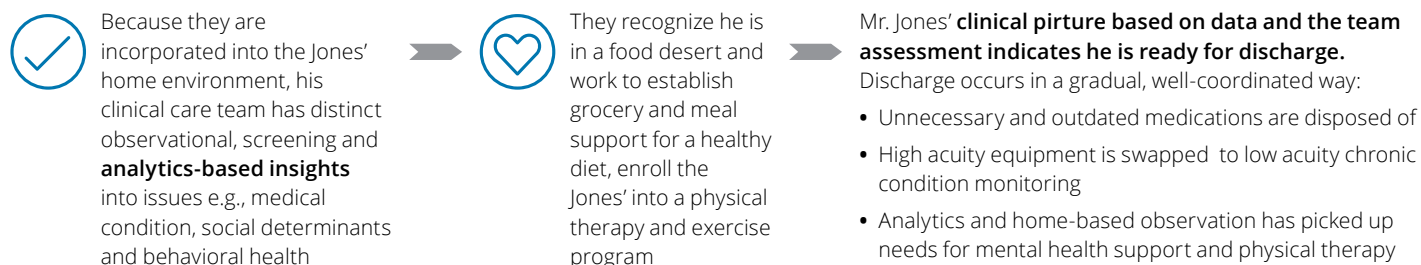 Because they are
incorporated into the Jones'
home environment, his
clinical care team has distinct
observational, screening and
analytics-based insights
into issues e.g., medical
condition, social determinants
and behavioral health
They recognize he is
in a food desert and
work to establish
grocery and meal
support for a healthy
diet, enroll the
Jones' into a physical
therapy and exercise
program
Mr. Jones' clinical pirture based on data and the team
assessment indicates he is ready for discharge.
Discharge occurs in a gradual, well-coordinated way:
• Unnecessary and outdated medications are disposed of
• High acuity equipment is swapped to low acuity chronic
condition monitoring
• Analytics and home-based observation has picked up
needs for mental health support and physical therapy